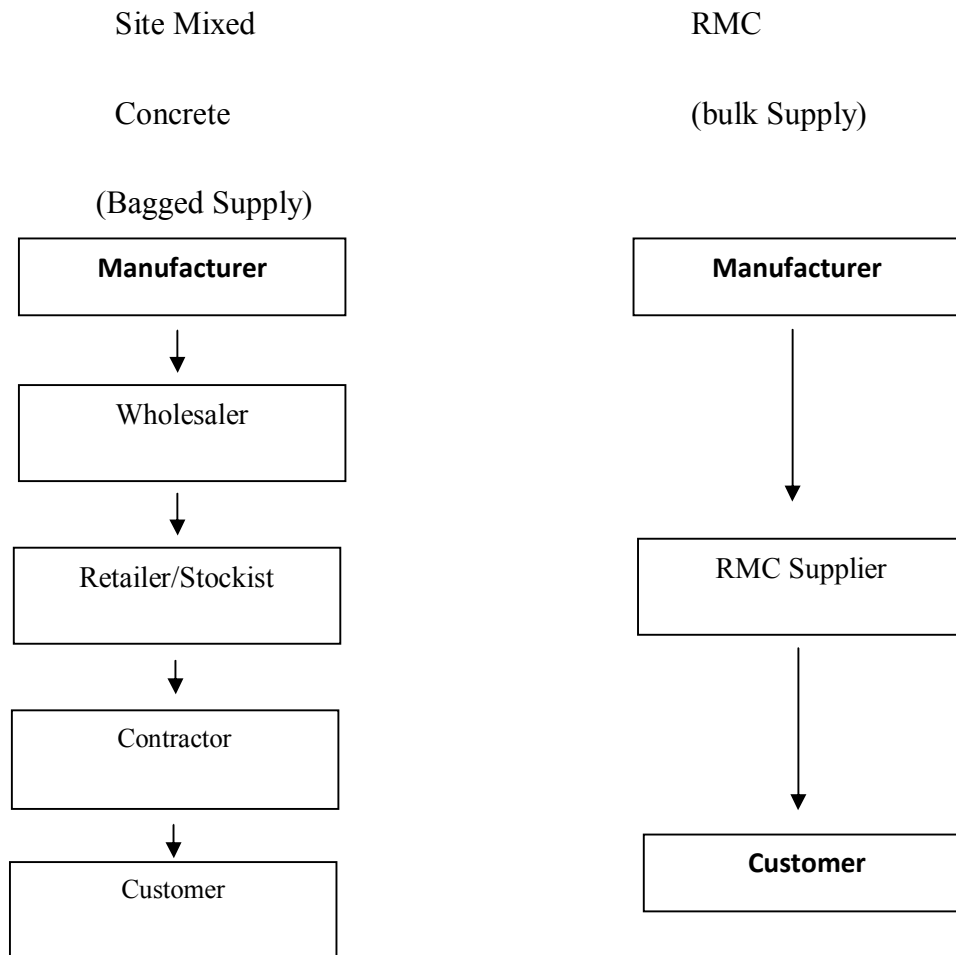 Site Mixed
Concrete
(Bagged Supply)
Manufacturer
Wholesaler
Retailer/Stockist
Contractor
Customer
RMC
(bulk Supply)
Manufacturer
RMC Supplier
Customer